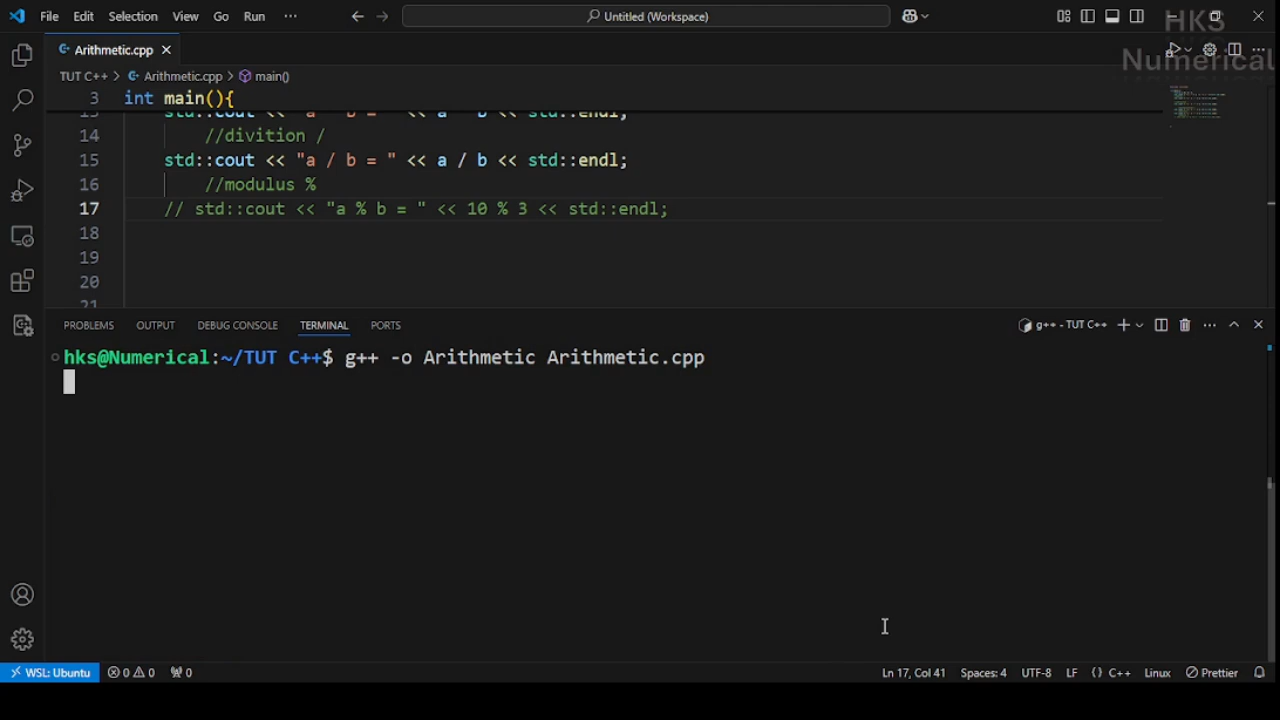 File Edit Selection View Go Run ··· Untitled (Workspace)
HKS
Numerical
Arithmetic.cpp
TUT C++ > Arithmetic.cpp > main()
3 int main(){
14 //divition /
15 std::cout << "a / b = " << a / b << std::endl;
16 //modulus %
17 // std::cout << "a % b = " << 10 % 3 << std::endl;
18
19
20
21
PROBLEMS OUTPUT DEBUG CONSOLE TERMINAL PORTS g++ - TUT C++
hks@Numerical:~/TUT C++$ g++ -o Arithmetic Arithmetic.cpp
WSL: Ubuntu 0 0 0 Ln 17, Col 41 Spaces: 4 UTF-8 LF {} C++ Linux Prettier